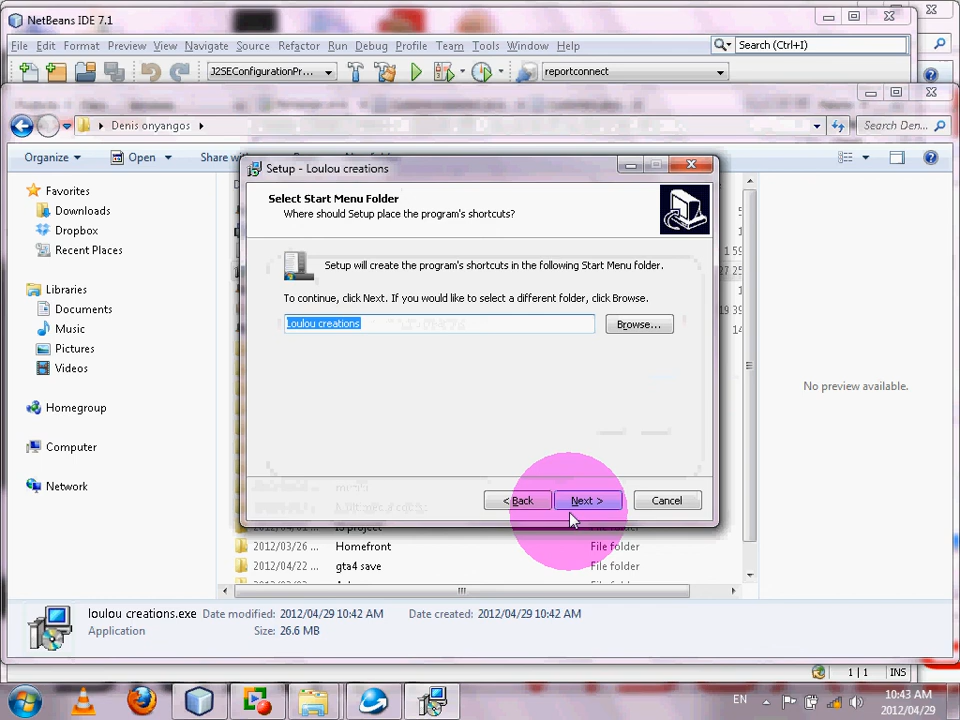 NetBeans IDE 7.1
File Edit Format Preview View Navigate Source Refactor Run Debug Profile Team Tools Window Help
Search (Ctrl+I)
J2SEConfigurationPr...
reportconnect
Denis onyangos
Search Den...
Organize
Open
Share
Setup - Loulou creations
Select Start Menu Folder
Where should Setup place the program's shortcuts?
Setup will create the program's shortcuts in the following Start Menu folder.
To continue, click Next. If you would like to select a different folder, click Browse.
Loulou creations
Browse...
< Back
Next >
Cancel
Favorites
Downloads
Dropbox
Recent Places
Libraries
Documents
Music
Pictures
Videos
Homegroup
Computer
Network
No preview available.
2012/03/26 ... Homefront File folder
2012/04/22 ... gta4 save File folder
loulou creations.exe Date modified: 2012/04/29 10:42 AM Date created: 2012/04/29 10:42 AM
Application Size: 26.6 MB
1 | 1 INS
EN
10:43 AM
2012/04/29